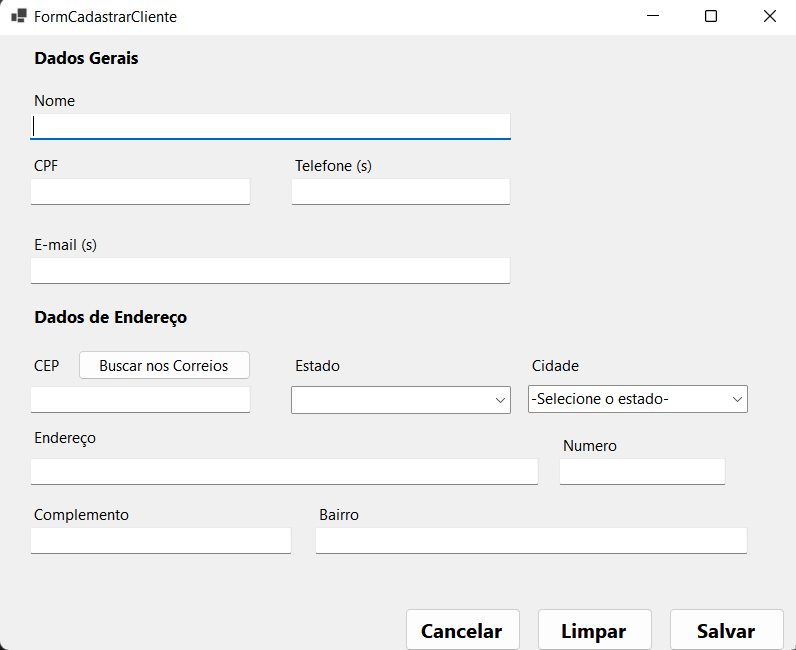 FormCadastrarCliente
Dados Gerais
Nome
CPF Telefone (s)
E-mail (s)
Dados de Endereço
CEP Buscar nos Correios Estado Cidade
-Selecione o estado-
Endereço Numero
Complemento Bairro
Cancelar Limpar Salvar